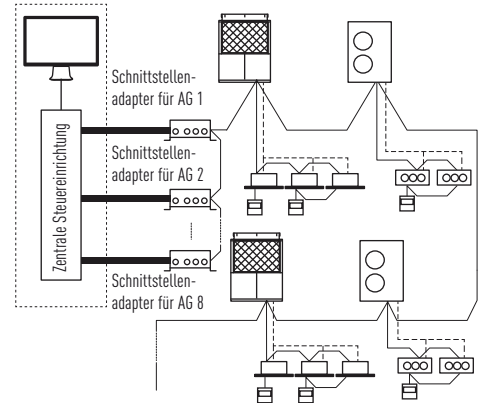 Schnittstellen-
adapter für AG 1
Schnittstellen-
adapter für AG 2
Zentrale Steuereinrichtung
Schnittstellen-
adapter für AG 8